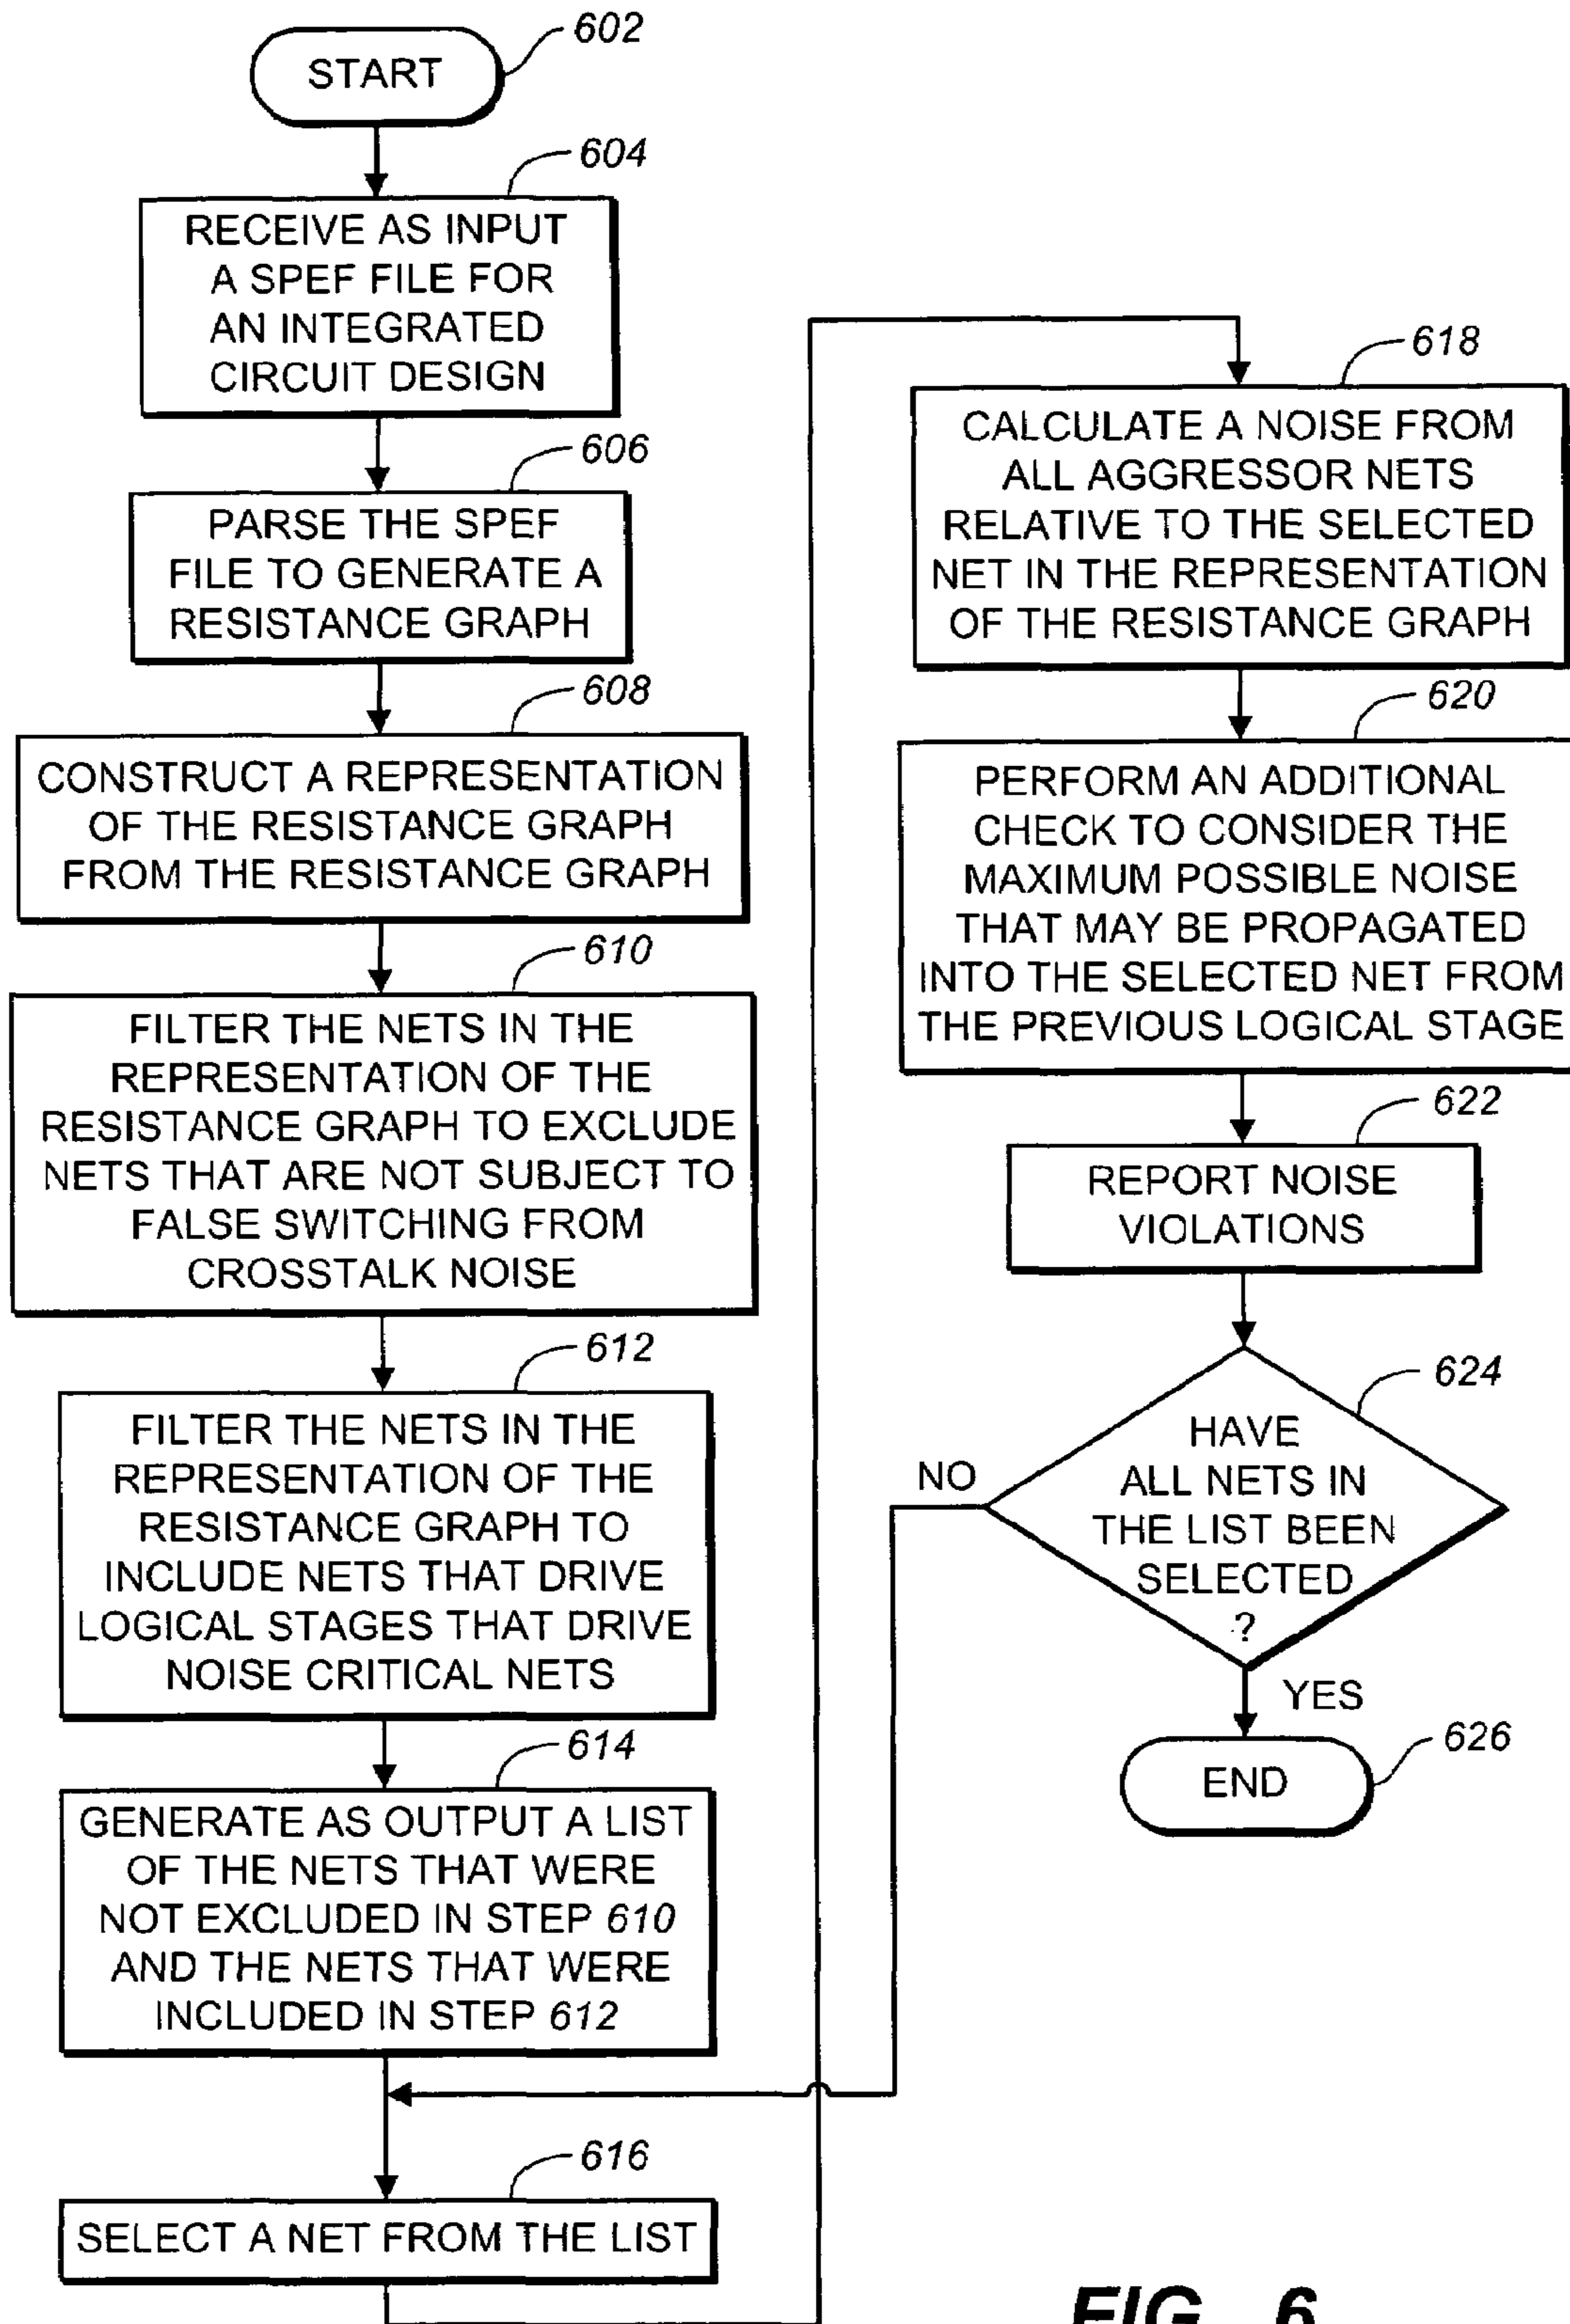 START
602
604
RECEIVE AS INPUT
A SPEF FILE FOR
AN INTEGRATED
CIRCUIT DESIGN
606
PARSE THE SPEF
FILE TO GENERATE A
RESISTANCE GRAPH
608
CONSTRUCT A REPRESENTATION
OF THE RESISTANCE GRAPH
FROM THE RESISTANCE GRAPH
610
FILTER THE NETS IN THE
REPRESENTATION OF THE
RESISTANCE GRAPH TO EXCLUDE
NETS THAT ARE NOT SUBJECT TO
FALSE SWITCHING FROM
CROSSTALK NOISE
612
FILTER THE NETS IN THE
REPRESENTATION OF THE
RESISTANCE GRAPH TO
INCLUDE NETS THAT DRIVE
LOGICAL STAGES THAT DRIVE
NOISE CRITICAL NETS
614
GENERATE AS OUTPUT A LIST
OF THE NETS THAT WERE
NOT EXCLUDED IN STEP 610
AND THE NETS THAT WERE
INCLUDED IN STEP 612
616
SELECT A NET FROM THE LIST
618
CALCULATE A NOISE FROM
ALL AGGRESSOR NETS
RELATIVE TO THE SELECTED
NET IN THE REPRESENTATION
OF THE RESISTANCE GRAPH
620
PERFORM AN ADDITIONAL
CHECK TO CONSIDER THE
MAXIMUM POSSIBLE NOISE
THAT MAY BE PROPAGATED
INTO THE SELECTED NET FROM
THE PREVIOUS LOGICAL STAGE
622
REPORT NOISE
VIOLATIONS
624
HAVE
ALL NETS IN
THE LIST BEEN
SELECTED
?
NO
YES
626
END
FIG._6